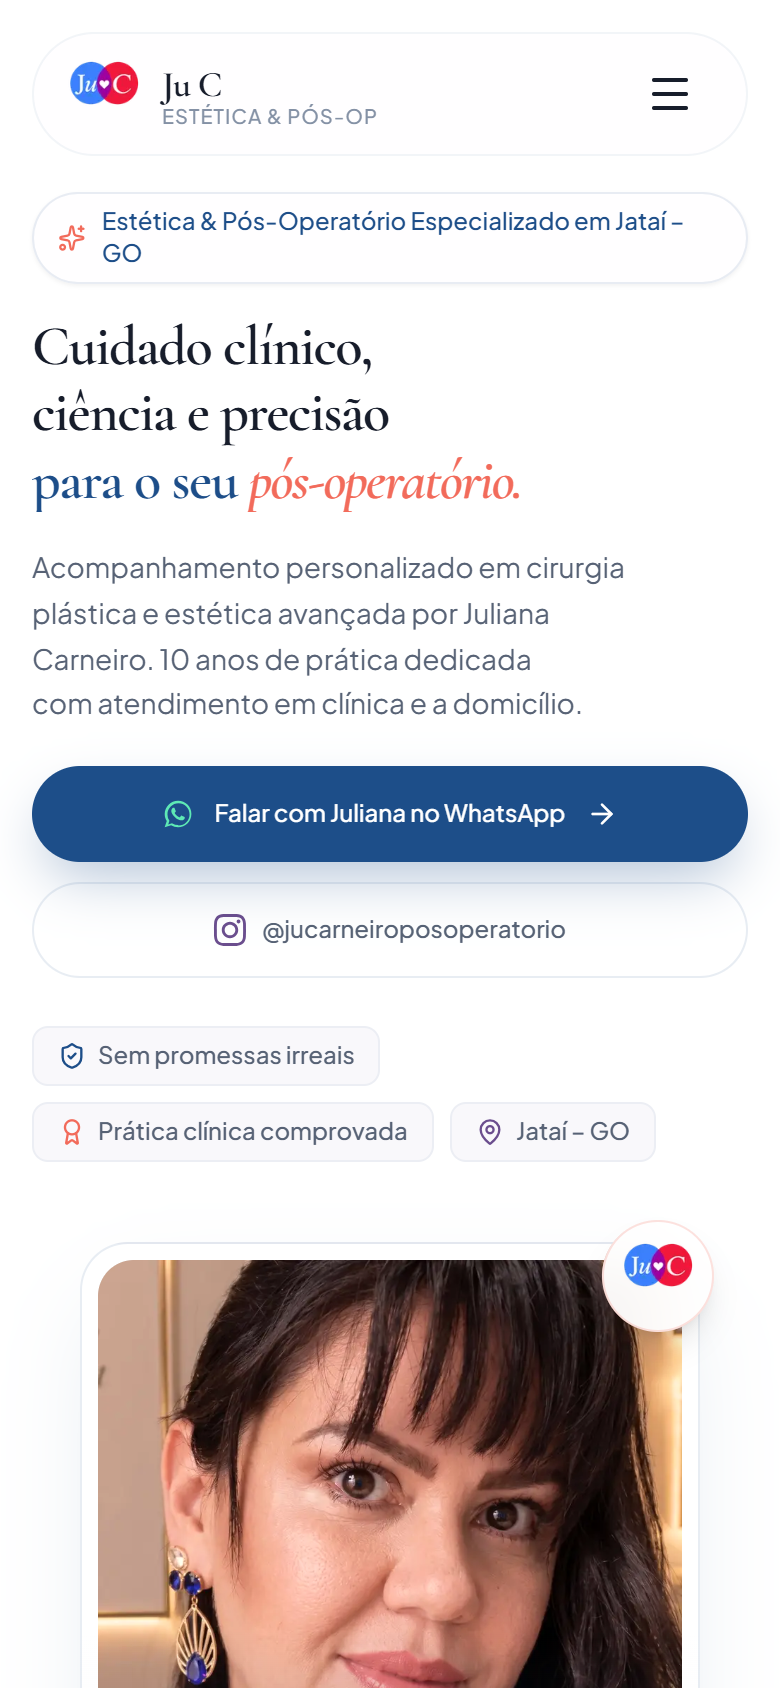 Ju C
Ju C
ESTÉTICA & PÓS-OP
Estética & Pós-Operatório Especializado em Jataí –
GO
Cuidado clínico,
ciência e precisão
para o seu pós-operatório.
Acompanhamento personalizado em cirurgia
plástica e estética avançada por Juliana
Carneiro. 10 anos de prática dedicada
com atendimento em clínica e a domicílio.
Falar com Juliana no WhatsApp
@jucarneiroposoperatorio
Sem promessas irreais
Prática clínica comprovada
Jataí – GO
Ju C